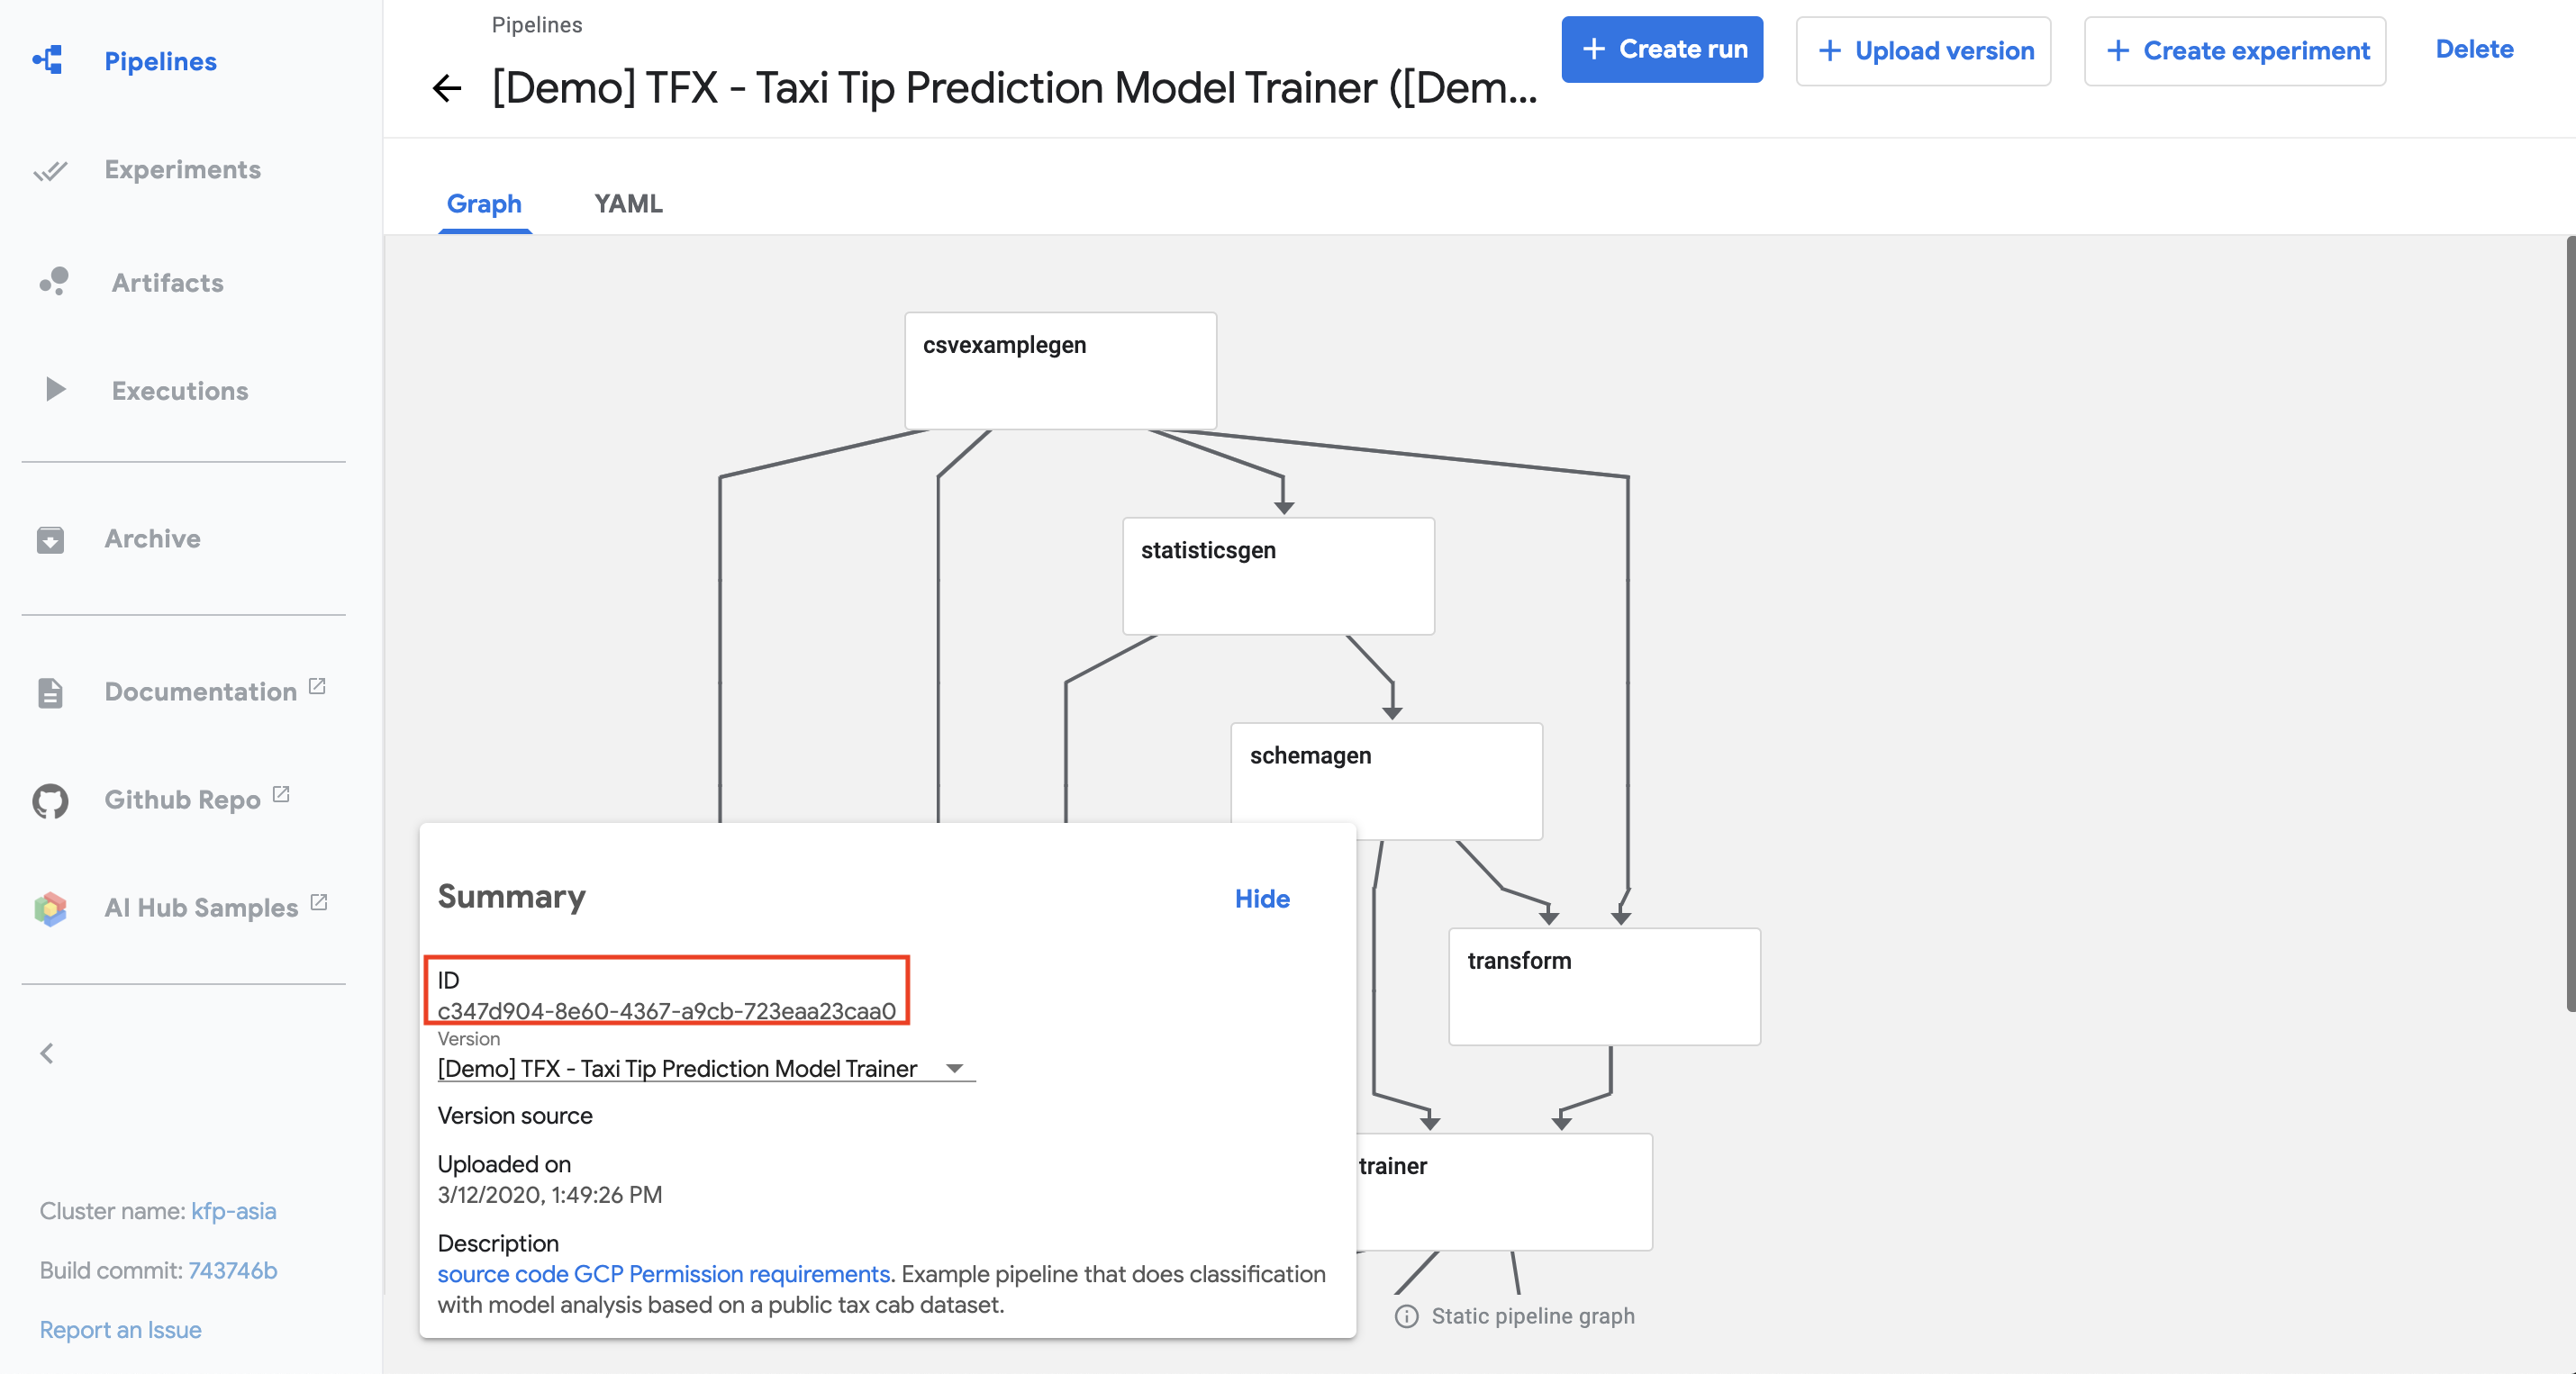 Pipelines
Experiments
Artifacts
Executions
Archive
Documentation
Github Repo
AI Hub Samples
Cluster name: kfp-asia
Build commit: 743746b
Report an Issue
Pipelines
[Demo] TFX - Taxi Tip Prediction Model Trainer ([Dem...
+ Create run
+ Upload version
+ Create experiment
Delete
Graph
YAML
csvexamplegen
statisticsgen
schemagen
transform
trainer
Summary
Hide
ID
c347d904-8e60-4367-a9cb-723eaa23caa0
Version
[Demo] TFX - Taxi Tip Prediction Model Trainer
Version source
Uploaded on
3/12/2020, 1:49:26 PM
Description
source code GCP Permission requirements. Example pipeline that does classification
with model analysis based on a public tax cab dataset.
Static pipeline graph